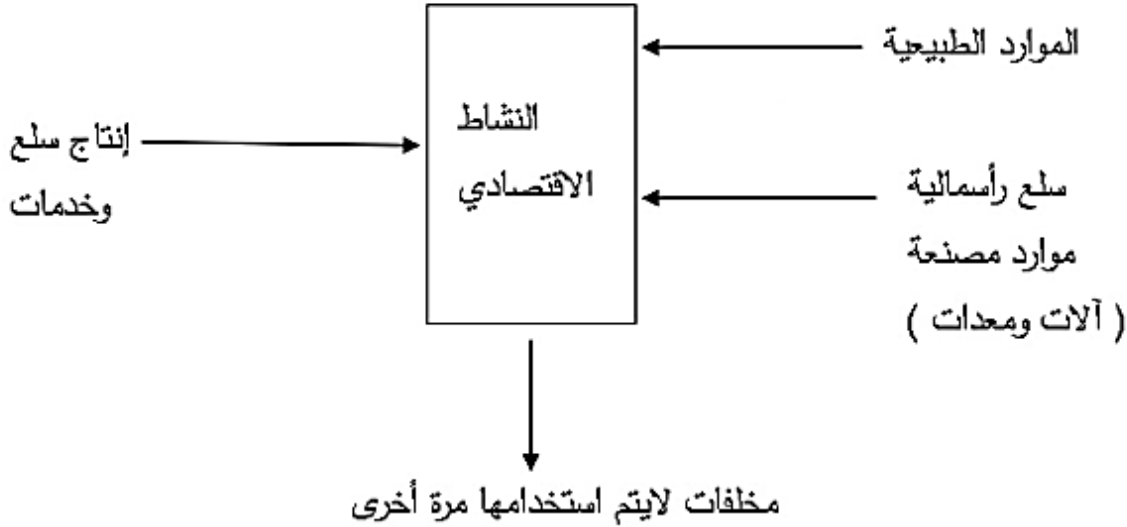 الموارد الطبيعية
سلع رأسمالية
موارد مصنعة
( آلات ومعدات )
النشاط
الاقتصادي
إنتاج سلع
وخدمات
مخلفات لايتم استخدامها مرة أخرى